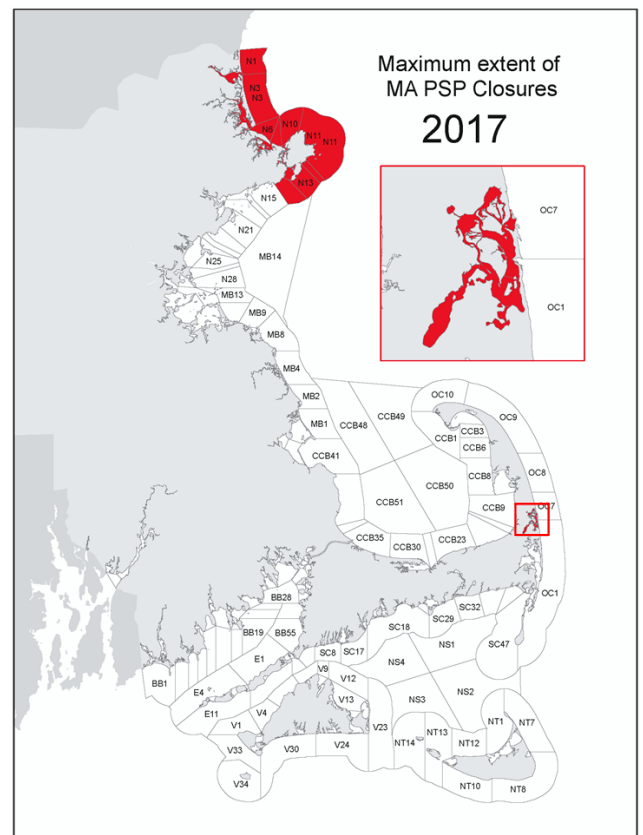 Maximum extent of
MA PSP Closures
2017
N1
N3
N3
N6
N10
N11
N11
N13
N15
N21
MB14
N25
N28
MB13
MB9
MB8
MB4
MB2
MB1
CCB41
CCB48
CCB49
OC7
OC1
OC10
OC9
CCB1
CCB3
CCB6
OC8
CCB8
CCB50
CCB51
CCB9
OC7
CCB35
CCB30
CCB23
OC1
BB28
BB19
BB55
E1
SC8
SC17
SC18
SC29
SC32
NS1
SC47
NS4
BB1
E4
E11
V9
V12
V13
V1
V4
V33
V30
V24
V23
V34
NS3
NS2
NT14
NT13
NT12
NT1
NT7
NT10
NT8